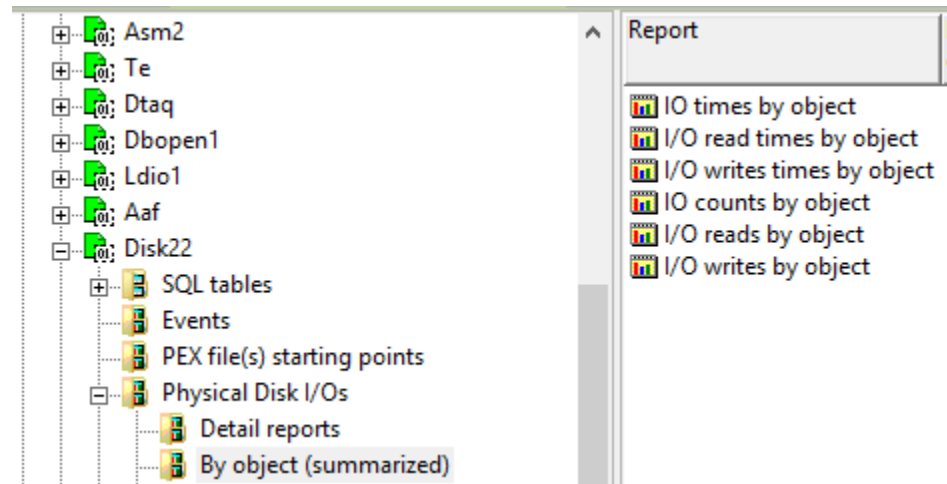 Asm2
Te
Dtaq
Dbopen1
Ldio1
Aaf
Disk22
SQL tables
Events
PEX file(s) starting points
Physical Disk I/Os
Detail reports
By object (summarized)
Report
IO times by object
I/O read times by object
I/O writes times by object
IO counts by object
I/O reads by object
I/O writes by object